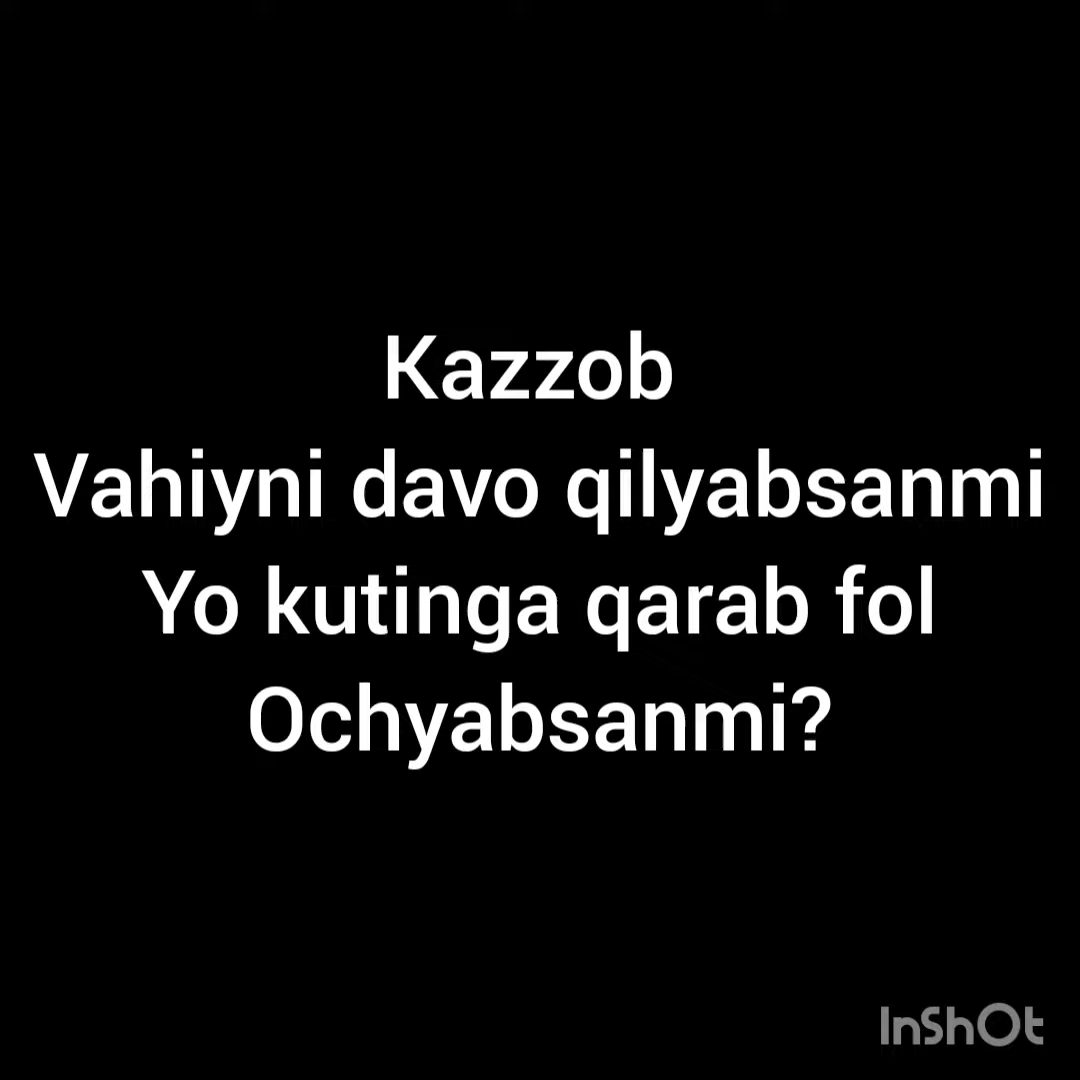 Kazzob
Vahiyni davo qilyabsanmi
Yo kutinga qarab fol
Ochyabsanmi?
InShOt